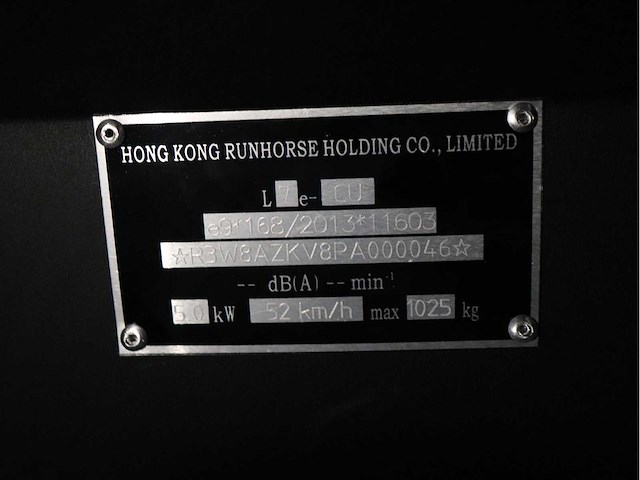 HONG KONG RUNHORSE HOLDING CO., LIMITED
L 7 e- CU
e9*168/2013*11603
☆R3W8AZKV8PA000046☆
-- dB(A) -- min⁻¹
5.0 kW 52 km/h max 1025 kg